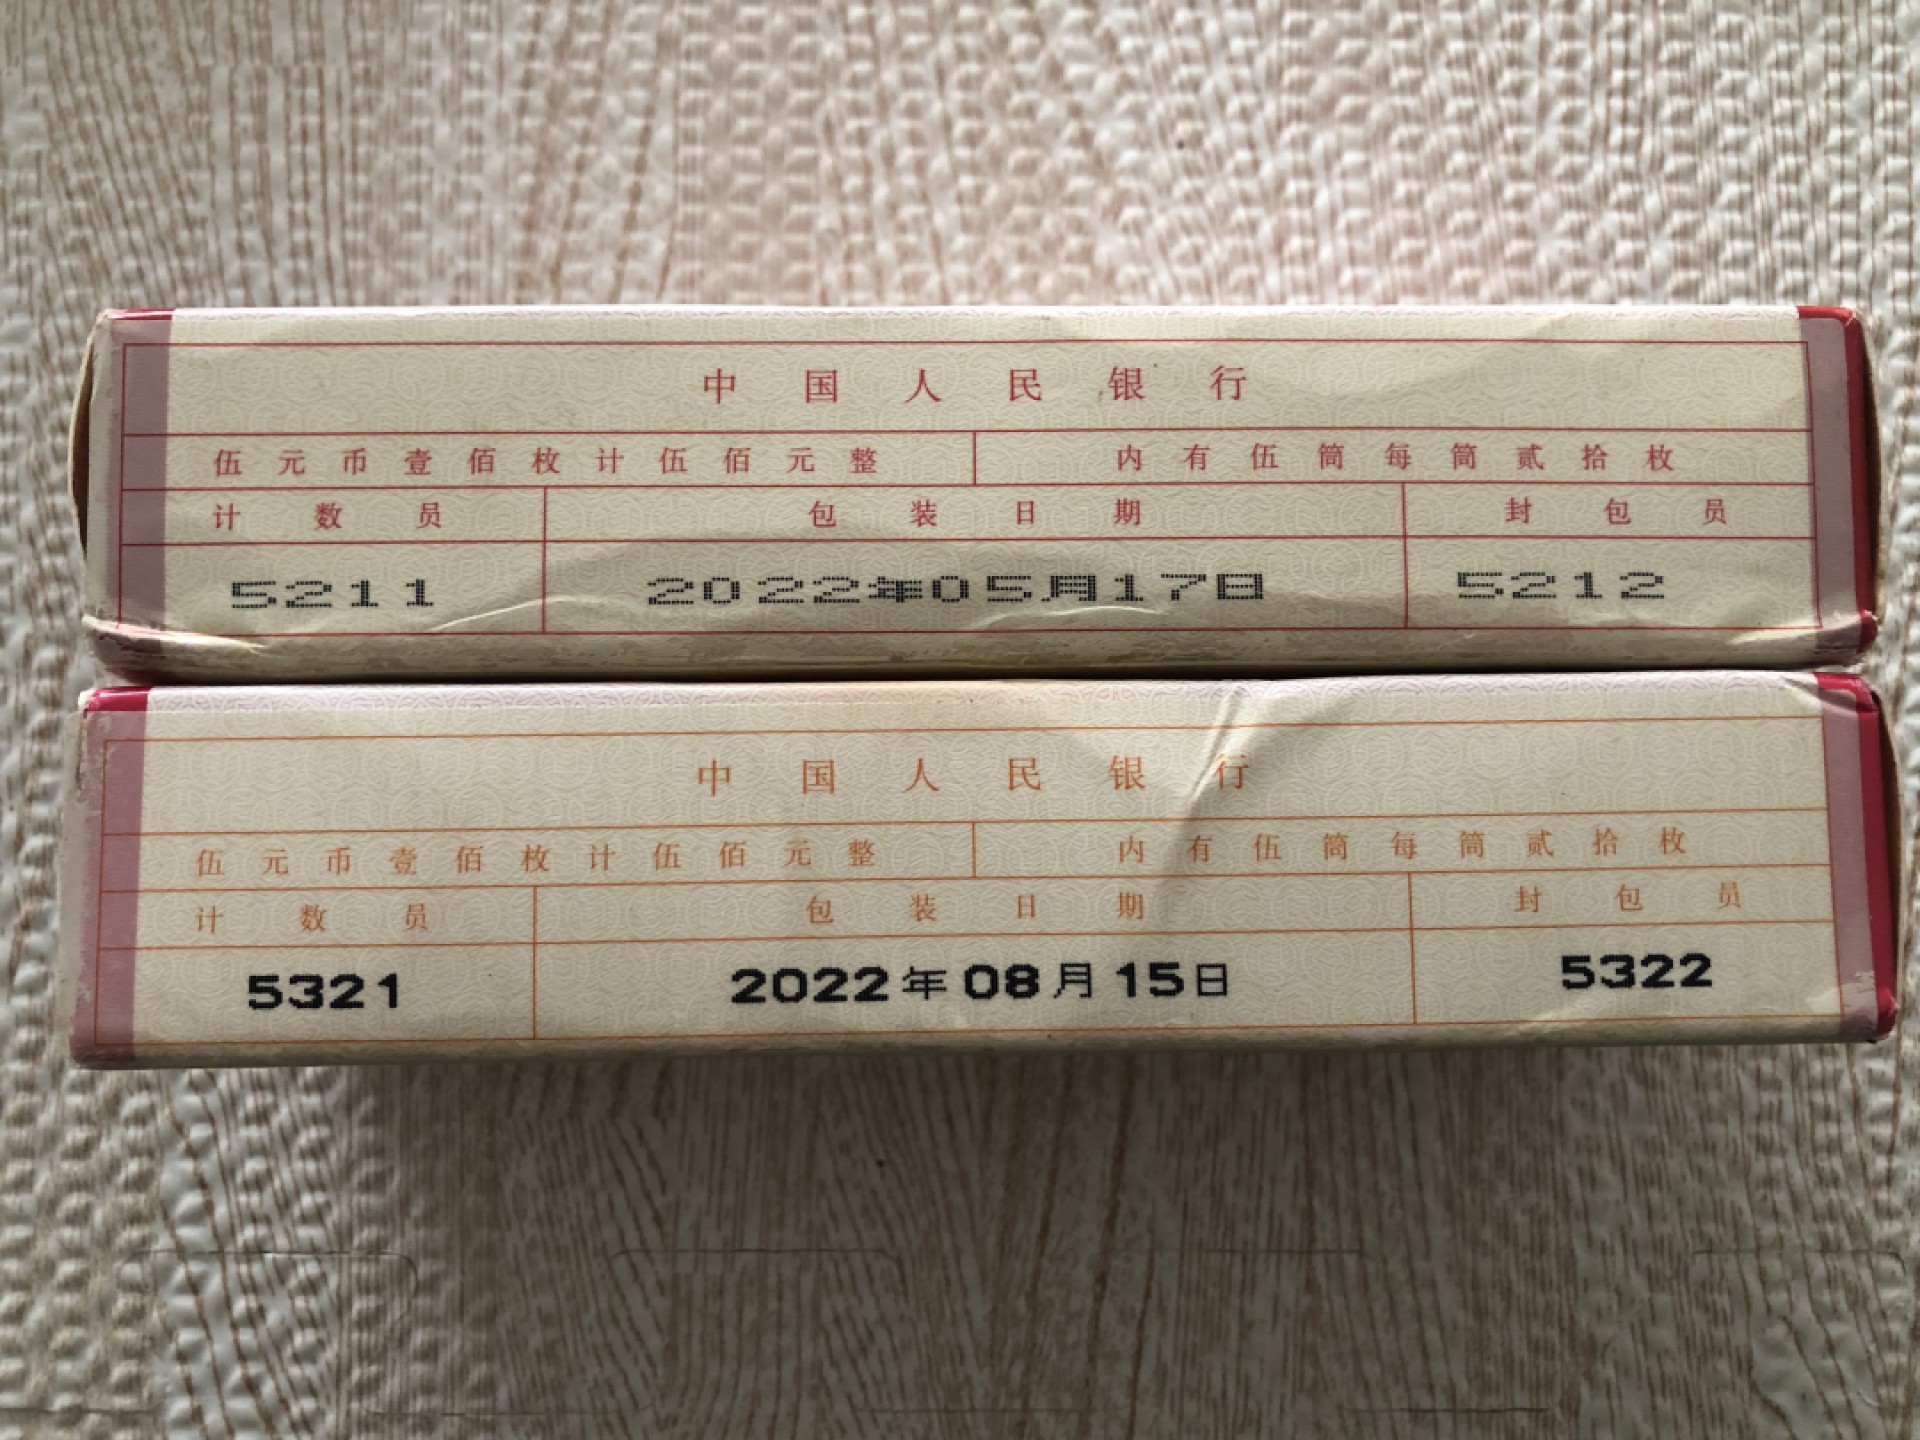 中国人民银行
伍元币壹佰枚计伍佰元整 内有伍筒每筒贰拾枚
计数员 包装日期 封包员
5211 2022年05月17日 5212
中国人民银行
伍元币壹佰枚计伍佰元整 内有伍筒每筒贰拾枚
计数员 包装日期 封包员
5321 2022年08月15日 5322